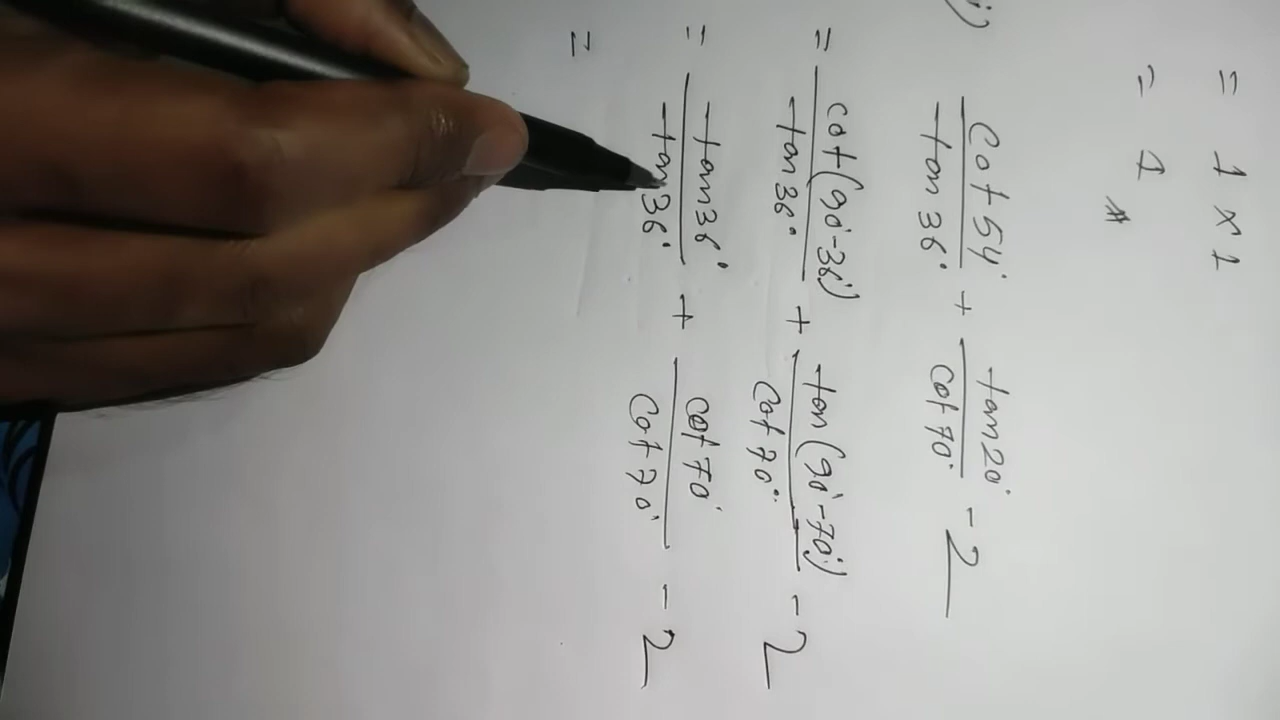 = 1 × 1
= 1
i) cot 54° / tan 36° + tan 20° / cot 70° - 2
= cot (90° - 36°) / tan 36° + tan (90° - 70°) / cot 70° - 2
= tan 36° / tan 36° + cot 70° / cot 70° - 2
=